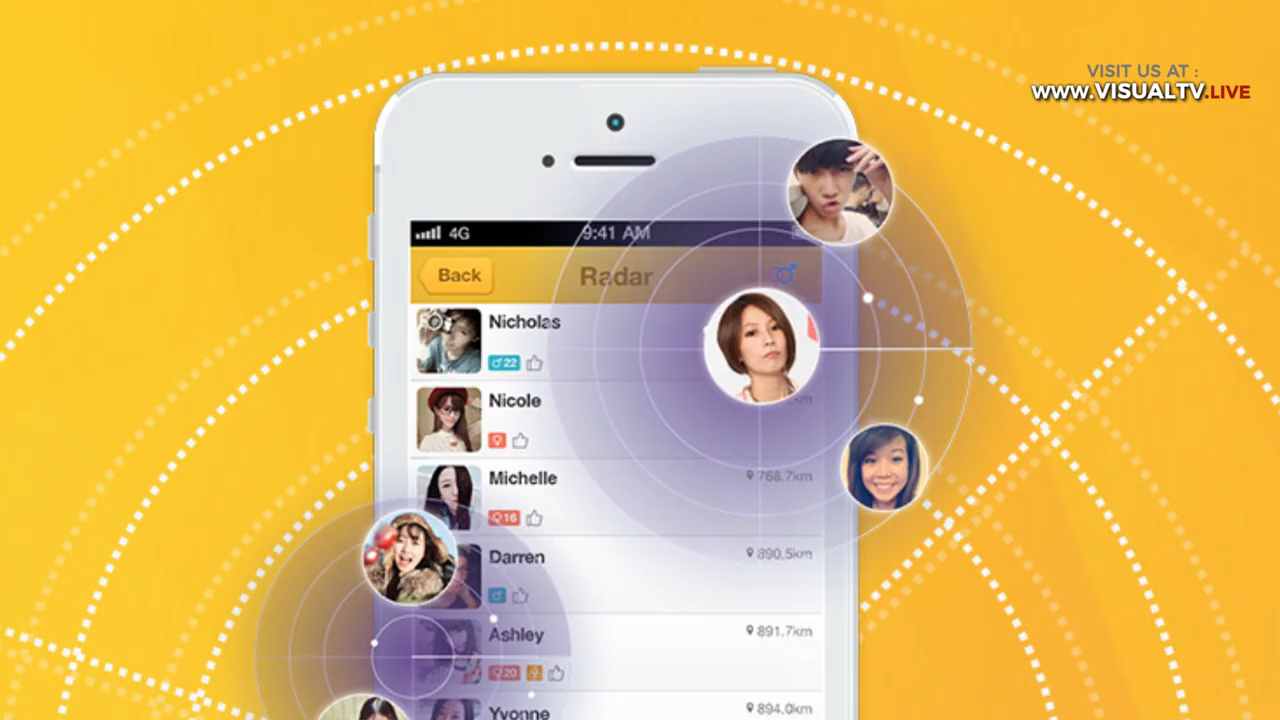 VISIT US AT :
www.VISUALTV.LIVE
4G
9:41 AM
Back
Radar
Nicholas
22
Nicole
km
Michelle
768.7km
16
Darren
890.5km
Ashley
891.7km
20
Yvonne
894.0km